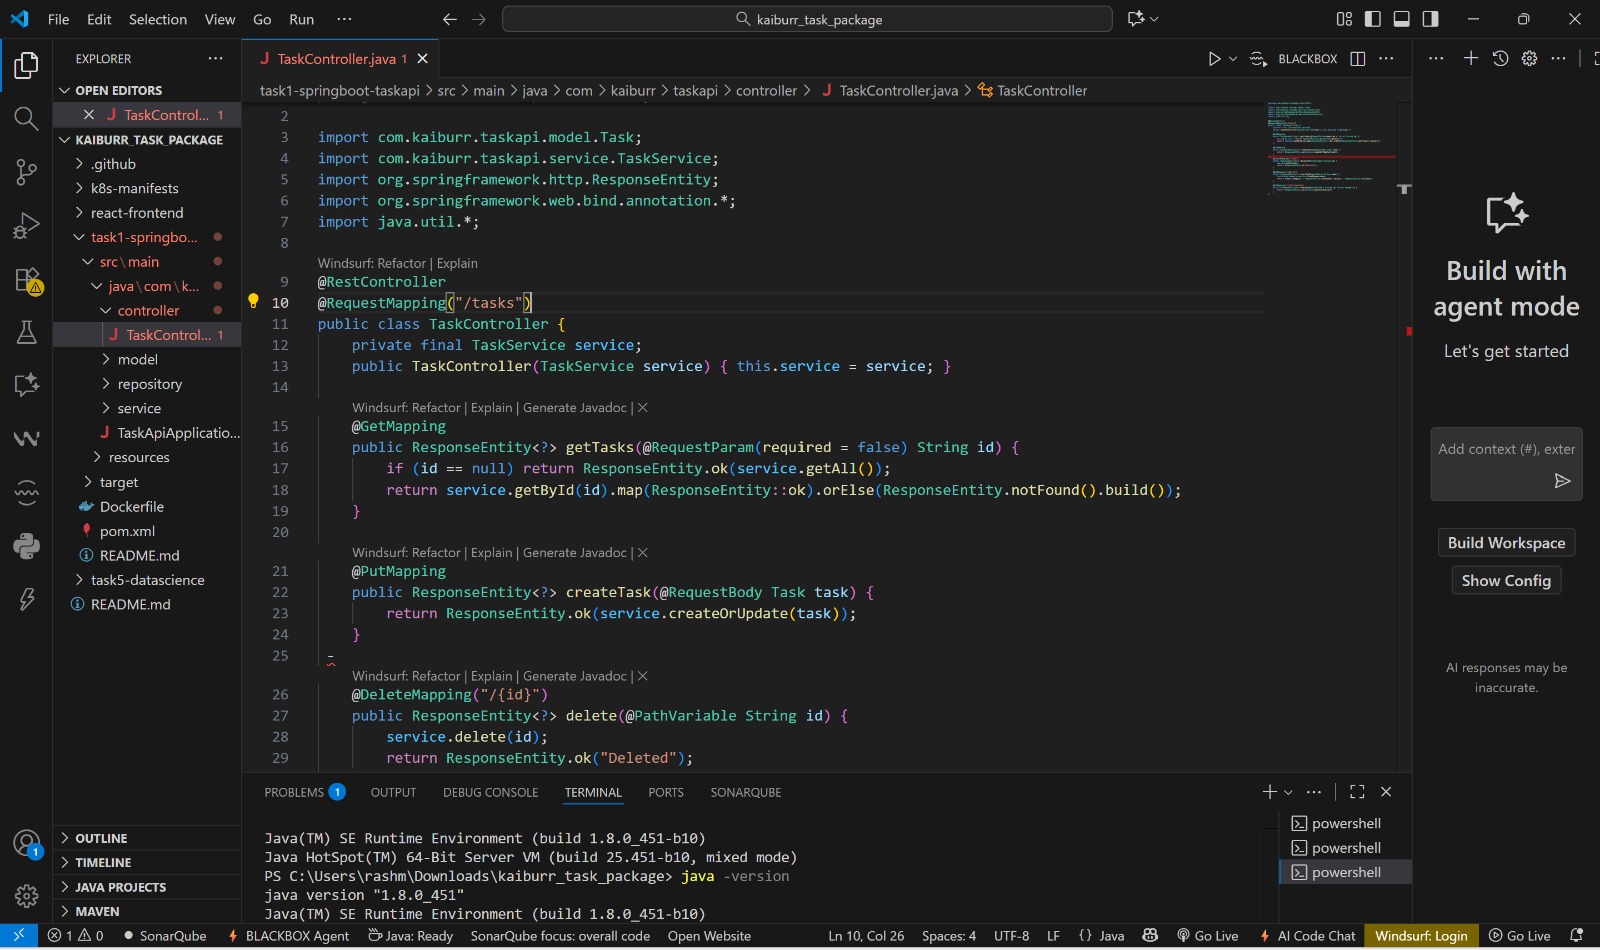 File Edit Selection View Go Run ···
kaiburr_task_package
EXPLORER ···
OPEN EDITORS
TaskControl... 1
KAIBURR_TASK_PACKAGE
.github
k8s-manifests
react-frontend
task1-springbo...
src\main
java\com\k...
controller
TaskControl... 1
model
repository
service
TaskApiApplicatio...
resources
target
Dockerfile
pom.xml
README.md
task5-datascience
README.md
OUTLINE
TIMELINE
JAVA PROJECTS
MAVEN
1
TaskController.java 1
BLACKBOX ···
task1-springboot-taskapi > src > main > java > com > kaiburr > taskapi > controller > TaskController.java > TaskController
2
3 import com.kaiburr.taskapi.model.Task;
4 import com.kaiburr.taskapi.service.TaskService;
5 import org.springframework.http.ResponseEntity;
6 import org.springframework.web.bind.annotation.*;
7 import java.util.*;
8
Windsurf: Refactor | Explain
9 @RestController
10 @RequestMapping("/tasks")
11 public class TaskController {
12 private final TaskService service;
13 public TaskController(TaskService service) { this.service = service; }
14
Windsurf: Refactor | Explain | Generate Javadoc | X
15 @GetMapping
16 public ResponseEntity<?> getTasks(@RequestParam(required = false) String id) {
17 if (id == null) return ResponseEntity.ok(service.getAll());
18 return service.getById(id).map(ResponseEntity::ok).orElse(ResponseEntity.notFound().build());
19 }
20
Windsurf: Refactor | Explain | Generate Javadoc | X
21 @PutMapping
22 public ResponseEntity<?> createTask(@RequestBody Task task) {
23 return ResponseEntity.ok(service.createOrUpdate(task));
24 }
25 -
Windsurf: Refactor | Explain | Generate Javadoc | X
26 @DeleteMapping("/{id}")
27 public ResponseEntity<?> delete(@PathVariable String id) {
28 service.delete(id);
29 return ResponseEntity.ok("Deleted");
PROBLEMS 1 OUTPUT DEBUG CONSOLE TERMINAL PORTS SONARQUBE
Java(TM) SE Runtime Environment (build 1.8.0_451-b10)
Java HotSpot(TM) 64-Bit Server VM (build 25.451-b10, mixed mode)
PS C:\Users\rashm\Downloads\kaiburr_task_package> java -version
java version "1.8.0_451"
Java(TM) SE Runtime Environment (build 1.8.0_451-b10)
powershell
powershell
powershell
Build with
agent mode
Let's get started
Add context (#), exter
Build Workspace
Show Config
AI responses may be
inaccurate.
1 0 SonarQube BLACKBOX Agent Java: Ready SonarQube focus: overall code Open Website Ln 10, Col 26 Spaces: 4 UTF-8 LF {} Java Go Live AI Code Chat Windsurf: Login Go Live